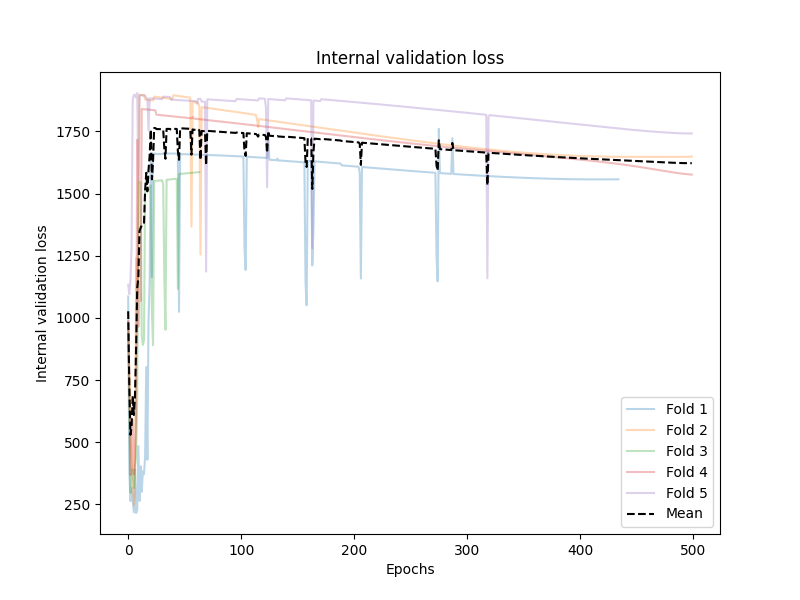 Internal validation loss
Internal validation loss
1750
1500
1250
1000
750
500
250
0
100
200
300
400
500
Epochs
Fold 1
Fold 2
Fold 3
Fold 4
Fold 5
Mean